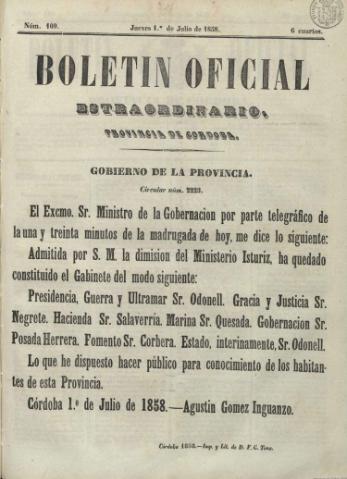 Núm. 109. Jueves 1.º de Julio de 1858. 6 cuartos.
BOLETIN OFICIAL
ESTRAORDINARIO,
PROVINCIA DE CORDOBA.
GOBIERNO DE LA PROVINCIA.
Circular núm. 2223.
El Excmo. Sr. Ministro de la Gobernacion por parte telegráfico de
la una y treinta minutos de la madrugada de hoy, me dice lo siguiente:
Admitida por S. M. la dimision del Ministerio Isturiz, ha quedado
constituido el Gabinete del modo siguiente:
Presidencia, Guerra y Ultramar Sr. Odonell. Gracia y Justicia Sr.
Negrete. Hacienda Sr. Salaverría. Marina Sr. Quesada. Gobernacion Sr.
Posada Herrera. Fomento Sr. Corbera. Estado, interinamente, Sr. Odonell.
Lo que he dispuesto hacer público para conocimiento de los habitan-
tes de esta Provincia.
Córdoba 1.º de Julio de 1858.—Agustin Gomez Inguanzo.
Córdoba 1858.—Imp. y Lit. de D. F. G. Tena.